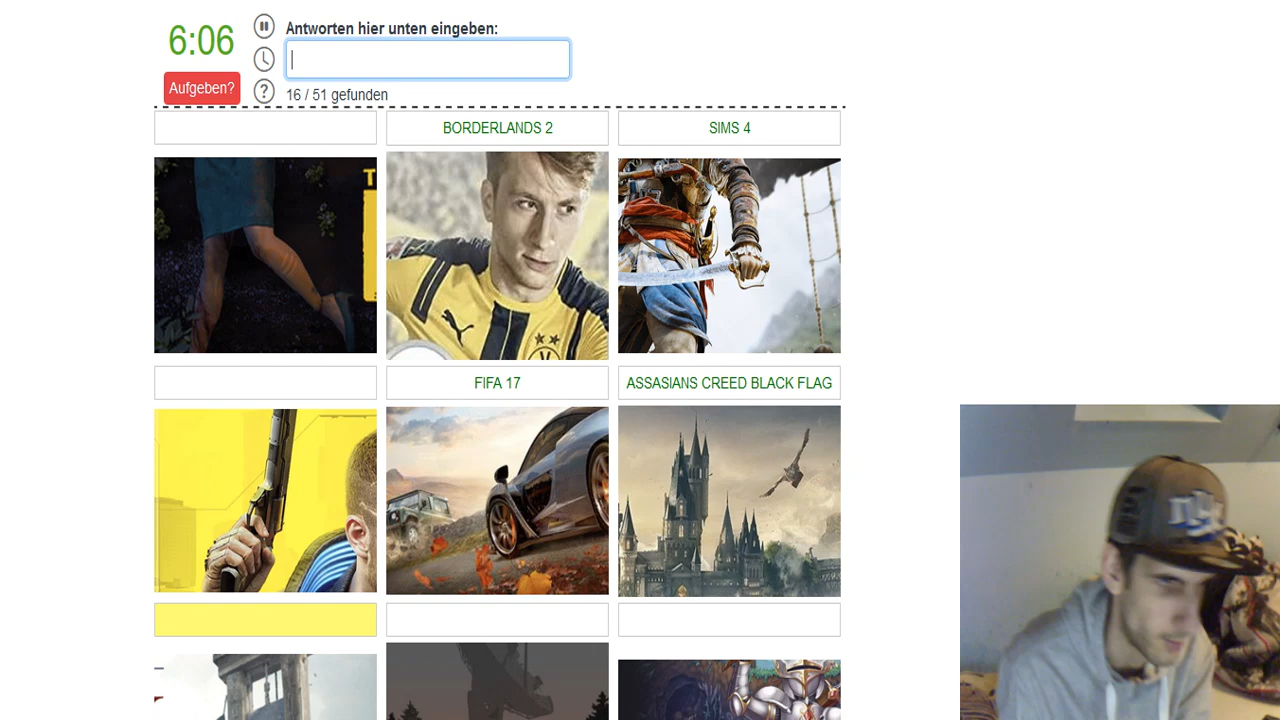 6:06
Antworten hier unten eingeben:
Aufgeben?
16 / 51 gefunden
BORDERLANDS 2
SIMS 4
T
FIFA 17
ASSASIANS CREED BLACK FLAG